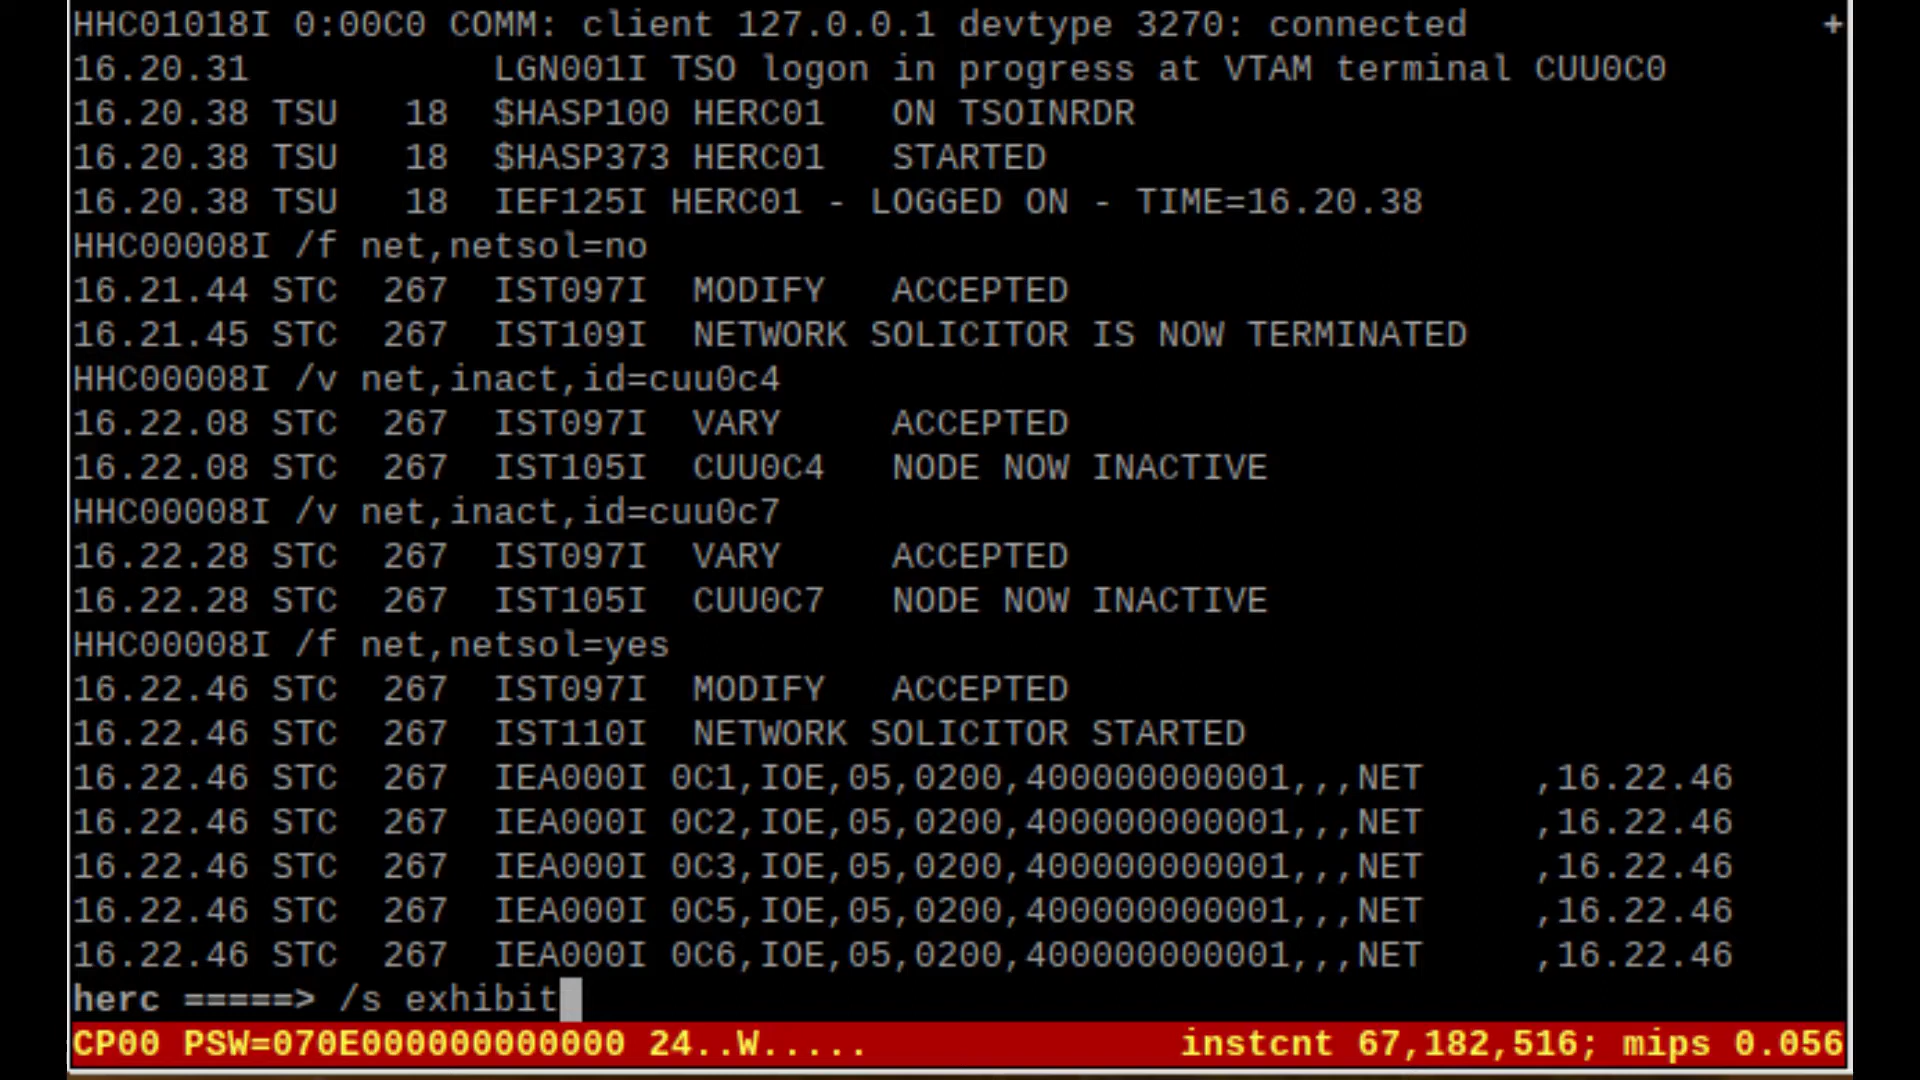 HHC01018I 0:00C0 COMM: client 127.0.0.1 devtype 3270: connected +
16.20.31 LGN001I TSO logon in progress at VTAM terminal CUU0C0
16.20.38 TSU 18 $HASP100 HERC01 ON TSOINRDR
16.20.38 TSU 18 $HASP373 HERC01 STARTED
16.20.38 TSU 18 IEF125I HERC01 - LOGGED ON - TIME=16.20.38
HHC00008I /f net,netsol=no
16.21.44 STC 267 IST097I MODIFY ACCEPTED
16.21.45 STC 267 IST109I NETWORK SOLICITOR IS NOW TERMINATED
HHC00008I /v net,inact,id=cuu0c4
16.22.08 STC 267 IST097I VARY ACCEPTED
16.22.08 STC 267 IST105I CUU0C4 NODE NOW INACTIVE
HHC00008I /v net,inact,id=cuu0c7
16.22.28 STC 267 IST097I VARY ACCEPTED
16.22.28 STC 267 IST105I CUU0C7 NODE NOW INACTIVE
HHC00008I /f net,netsol=yes
16.22.46 STC 267 IST097I MODIFY ACCEPTED
16.22.46 STC 267 IST110I NETWORK SOLICITOR STARTED
16.22.46 STC 267 IEA000I 0C1,IOE,05,0200,400000000001,,,NET ,16.22.46
16.22.46 STC 267 IEA000I 0C2,IOE,05,0200,400000000001,,,NET ,16.22.46
16.22.46 STC 267 IEA000I 0C3,IOE,05,0200,400000000001,,,NET ,16.22.46
16.22.46 STC 267 IEA000I 0C5,IOE,05,0200,400000000001,,,NET ,16.22.46
16.22.46 STC 267 IEA000I 0C6,IOE,05,0200,400000000001,,,NET ,16.22.46
herc =====> /s exhibit
CP00 PSW=070E000000000000 24..W..... instcnt 67,182,516; mips 0.056